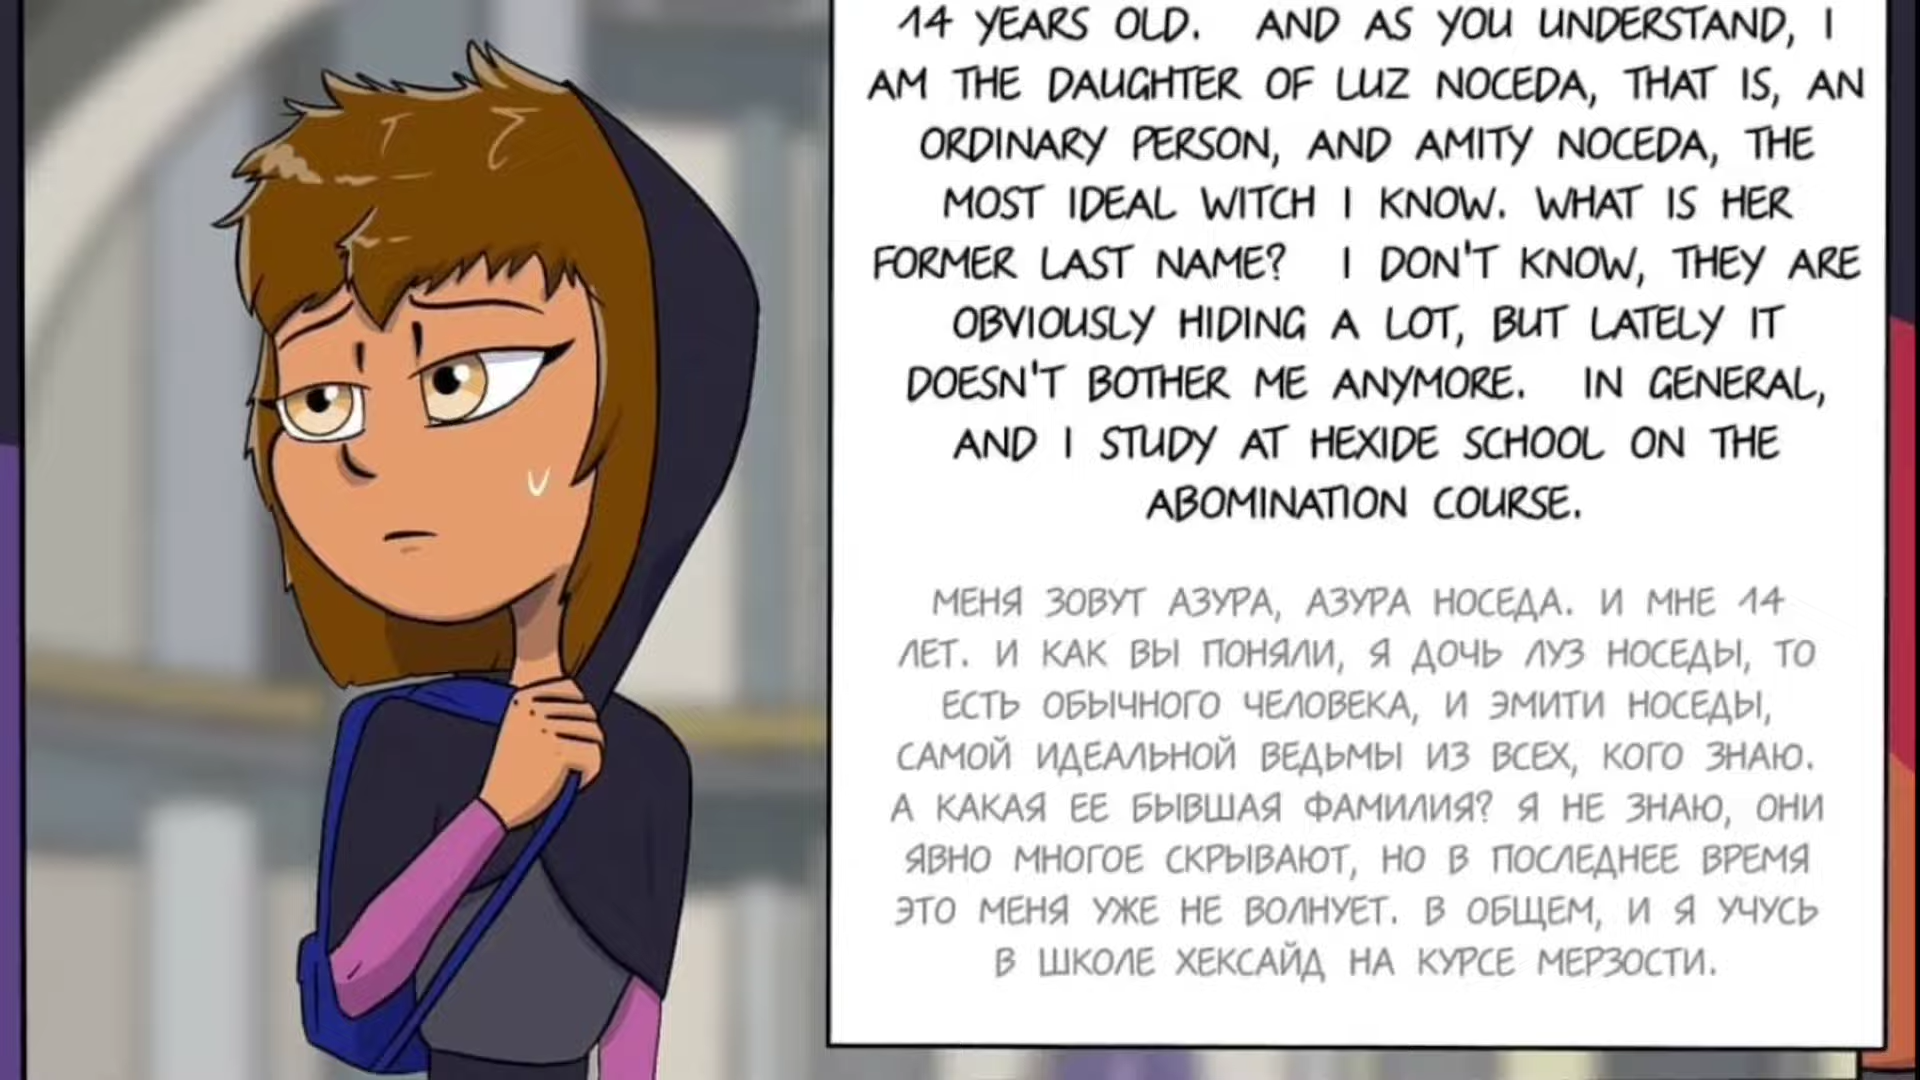 14 YEARS OLD. AND AS YOU UNDERSTAND, I
AM THE DAUGHTER OF LUZ NOCEDA, THAT IS, AN
ORDINARY PERSON, AND AMITY NOCEDA, THE
MOST IDEAL WITCH I KNOW. WHAT IS HER
FORMER LAST NAME? I DON'T KNOW, THEY ARE
OBVIOUSLY HIDING A LOT, BUT LATELY IT
DOESN'T BOTHER ME ANYMORE. IN GENERAL,
AND I STUDY AT HEXIDE SCHOOL ON THE
ABOMINATION COURSE.
МЕНЯ ЗОВУТ АЗУРА, АЗУРА НОСЕДА. И МНЕ 14
ЛЕТ. И КАК ВЫ ПОНЯЛИ, Я ДОЧЬ ЛУЗ НОСЕДЫ, ТО
ЕСТЬ ОБЫЧНОГО ЧЕЛОВЕКА, И ЭМИТИ НОСЕДЫ,
САМОЙ ИДЕАЛЬНОЙ ВЕДЬМЫ ИЗ ВСЕХ, КОГО ЗНАЮ.
А КАКАЯ ЕЕ БЫВШАЯ ФАМИЛИЯ? Я НЕ ЗНАЮ, ОНИ
ЯВНО МНОГОЕ СКРЫВАЮТ, НО В ПОСЛЕДНЕЕ ВРЕМЯ
ЭТО МЕНЯ УЖЕ НЕ ВОЛНУЕТ. В ОБЩЕМ, И Я УЧУСЬ
В ШКОЛЕ ХЕКСАЙД НА КУРСЕ МЕРЗОСТИ.